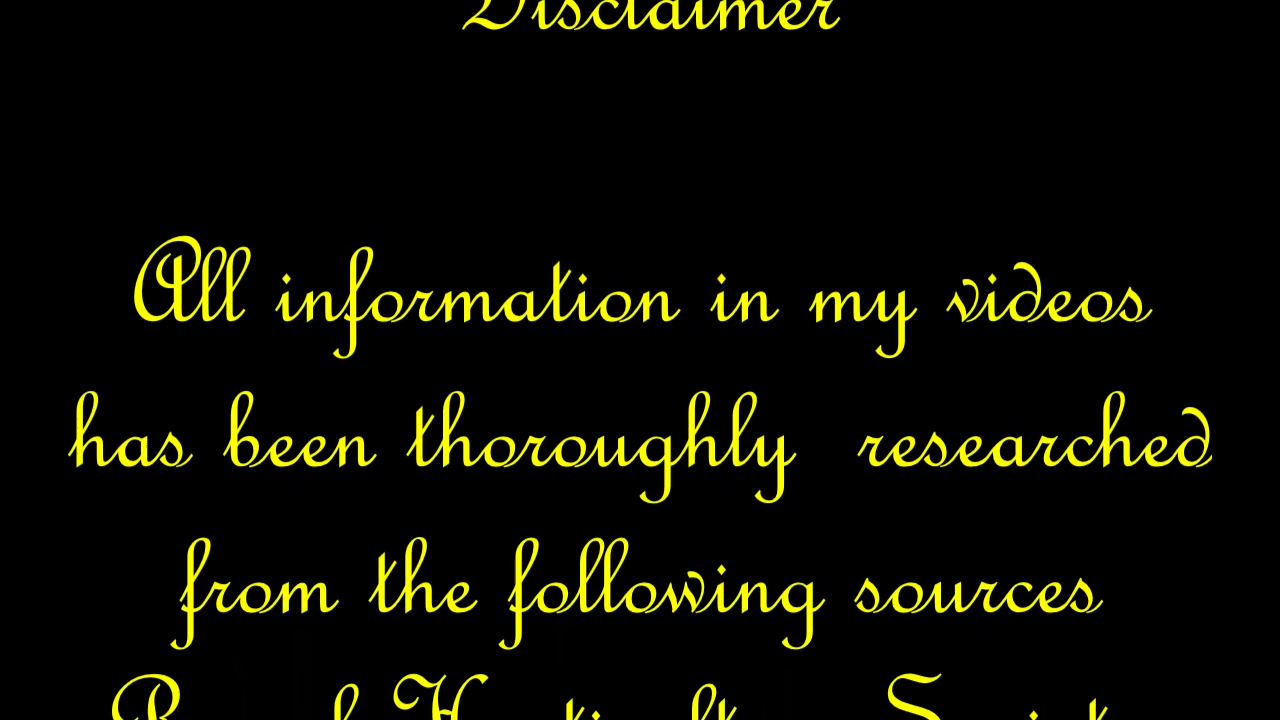 Disclaimer
All information in my videos
has been thoroughly researched
from the following sources